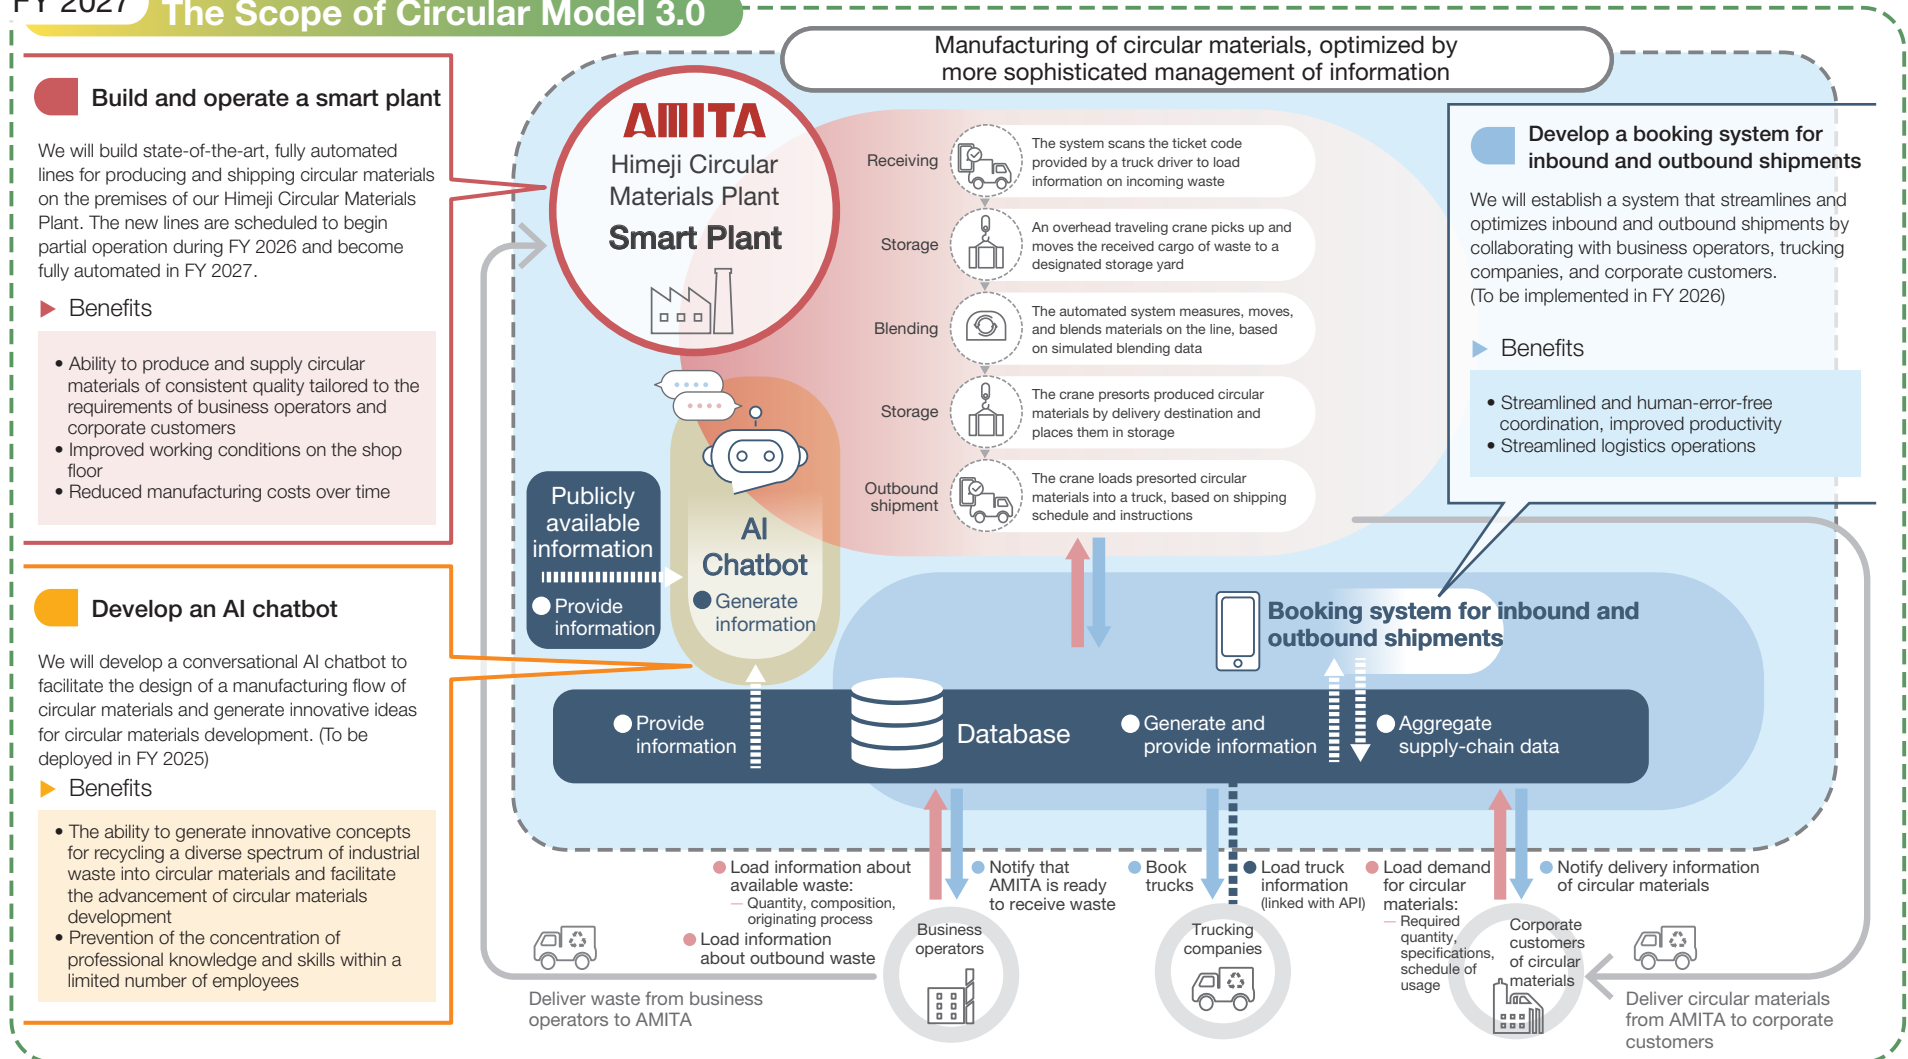 FY 2027
The Scope of Circular Model 3.0
Manufacturing of circular materials, optimized by
more sophisticated management of information
Build and operate a smart plant
We will build state-of-the-art, fully automated
lines for producing and shipping circular materials
on the premises of our Himeji Circular Materials
Plant. The new lines are scheduled to begin
partial operation during FY 2026 and become
fully automated in FY 2027.
Benefits
• Ability to produce and supply circular
materials of consistent quality tailored to the
requirements of business operators and
corporate customers
• Improved working conditions on the shop
floor
• Reduced manufacturing costs over time
Develop an AI chatbot
We will develop a conversational AI chatbot to
facilitate the design of a manufacturing flow of
circular materials and generate innovative ideas
for circular materials development. (To be
deployed in FY 2025)
Benefits
• The ability to generate innovative concepts
for recycling a diverse spectrum of industrial
waste into circular materials and facilitate
the advancement of circular materials
development
• Prevention of the concentration of
professional knowledge and skills within a
limited number of employees
AMITA
Himeji Circular
Materials Plant
Smart Plant
Receiving
The system scans the ticket code
provided by a truck driver to load
information on incoming waste
Storage
An overhead traveling crane picks up and
moves the received cargo of waste to a
designated storage yard
Blending
The automated system measures, moves,
and blends materials on the line, based
on simulated blending data
Storage
The crane presorts produced circular
materials by delivery destination and
places them in storage
Outbound
shipment
The crane loads presorted circular
materials into a truck, based on shipping
schedule and instructions
Develop a booking system for
inbound and outbound shipments
We will establish a system that streamlines and
optimizes inbound and outbound shipments by
collaborating with business operators, trucking
companies, and corporate customers.
(To be implemented in FY 2026)
Benefits
• Streamlined and human-error-free
coordination, improved productivity
• Streamlined logistics operations
Publicly
available
information
Provide
information
AI
Chatbot
Generate
information
Booking system for inbound and
outbound shipments
Provide
information
Database
Generate and
provide information
Aggregate
supply-chain data
Load information about
available waste:
— Quantity, composition,
originating process
Load information
about outbound waste
Notify that
AMITA is ready
to receive waste
Book
trucks
Load truck
information
(linked with API)
Load demand
for circular
materials:
— Required
quantity,
specifications,
schedule of
usage
Notify delivery information
of circular materials
Business
operators
Trucking
companies
Corporate
customers
of circular
materials
Deliver waste from business
operators to AMITA
Deliver circular materials
from AMITA to corporate
customers